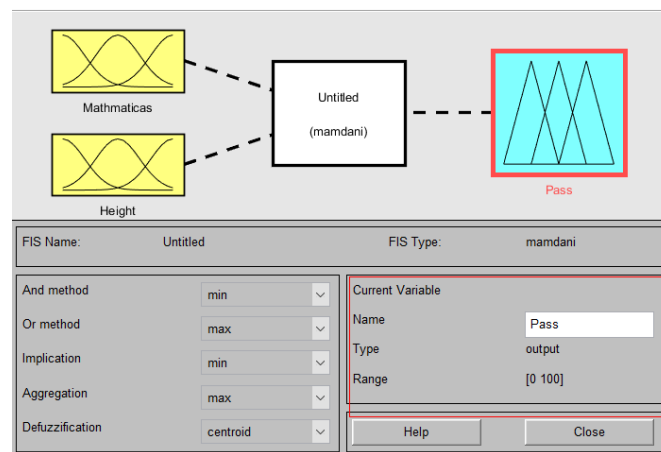 Mathmaticas
Height
Untitled
(mamdani)
Pass
FIS Name: Untitled FIS Type: mamdani
And method min
Or method max
Implication min
Aggregation max
Defuzzification centroid
Current Variable
Name Pass
Type output
Range [0 100]
Help Close